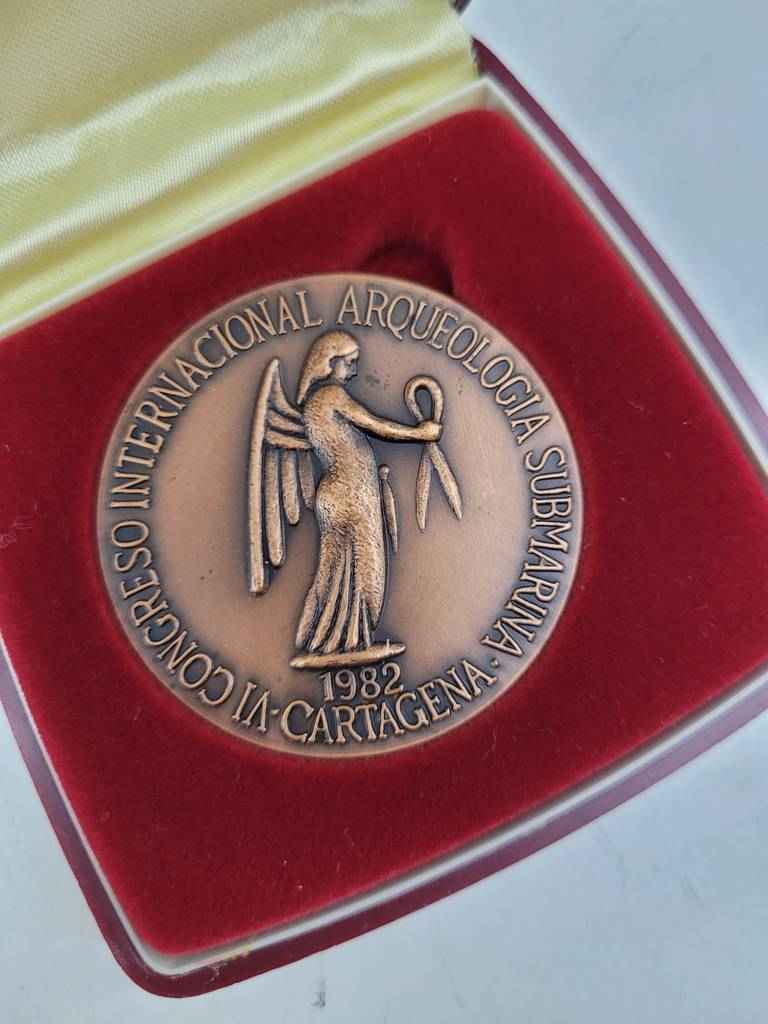 VI CONGRESO INTERNACIONAL ARQUEOLOGIA SUBMARINA
1982
·CARTAGENA·